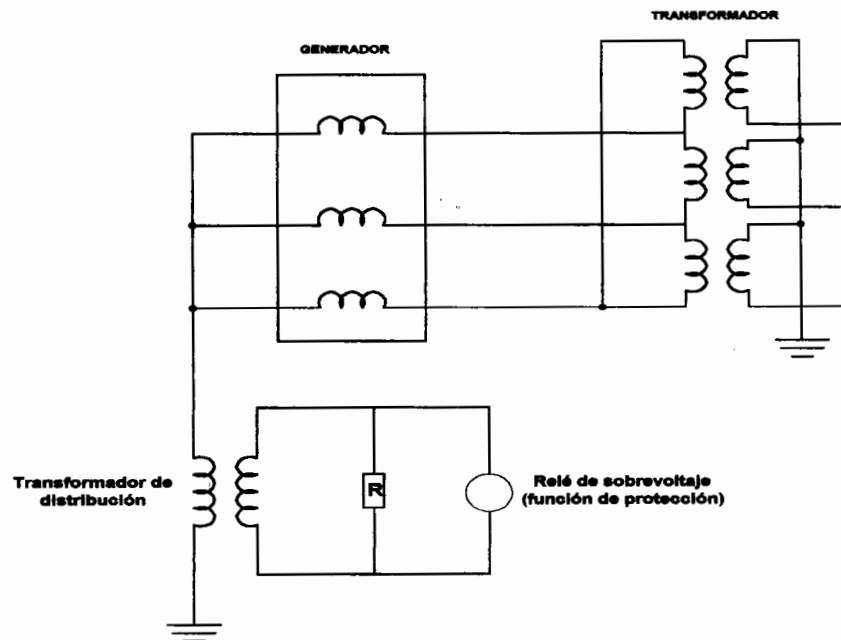 TRANSFORMADOR
GENERADOR
Transformador de
distribución
R
Relé de sobrevoltaje
(función de protección)